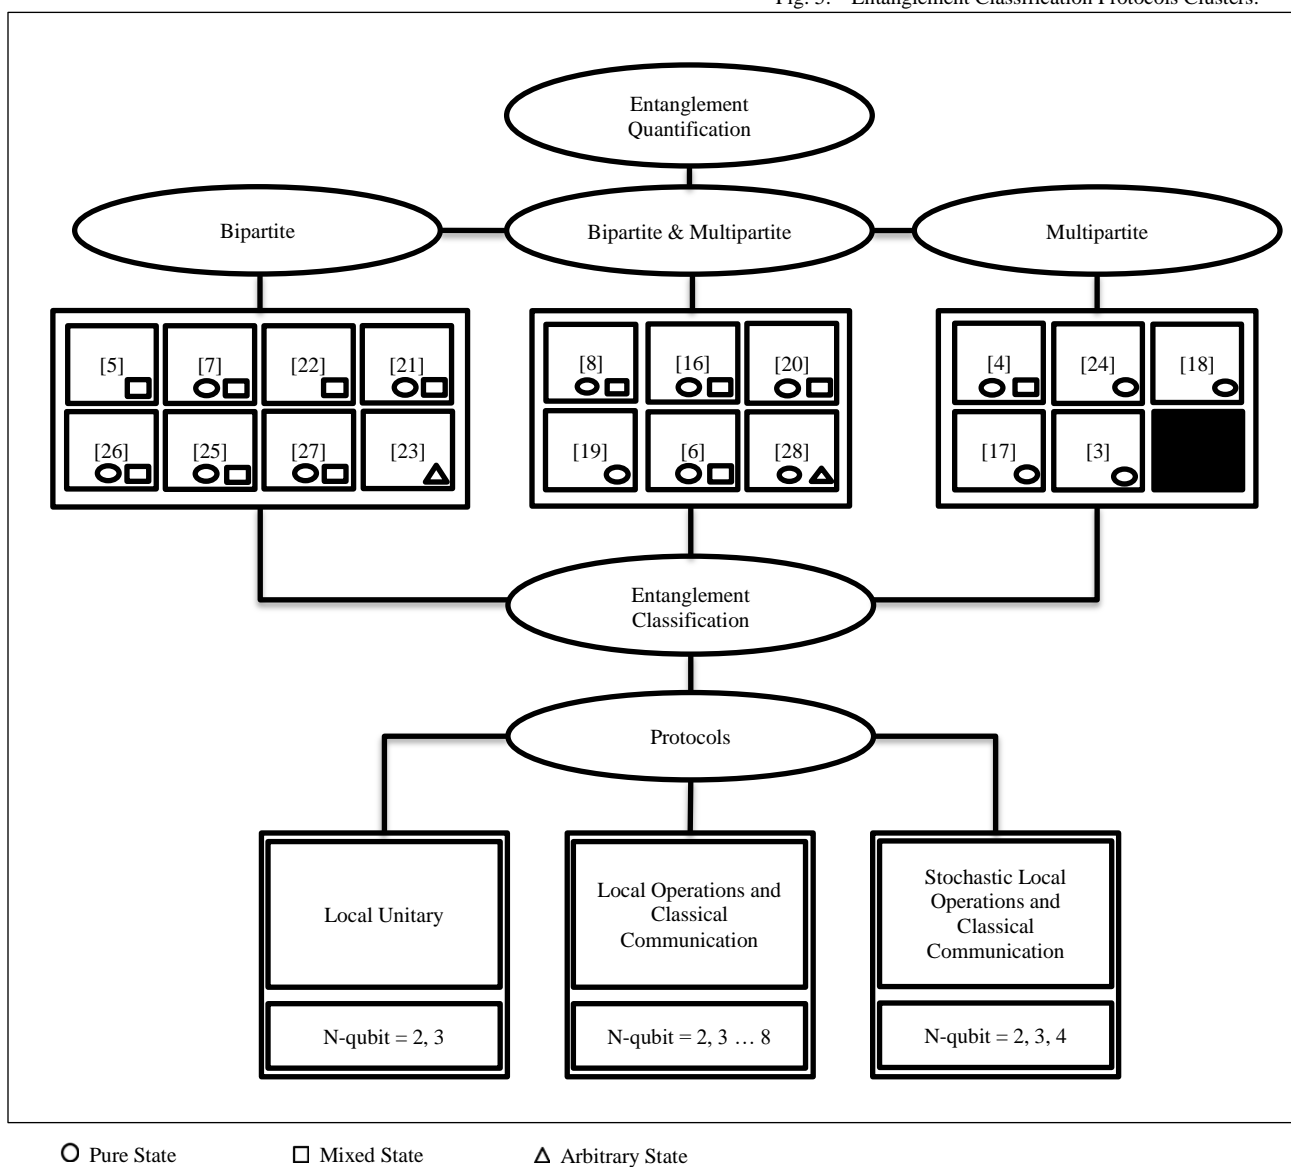 Fig. 5. Entanglement Classification Protocols Clusters.
Entanglement
Quantification
Bipartite
Bipartite & Multipartite
Multipartite
[5] [7] [22] [21]
[26] [25] [27] [23]
[8] [16] [20]
[19] [6] [28]
[4] [24] [18]
[17] [3]
Entanglement
Classification
Protocols
Local Unitary
N-qubit = 2, 3
Local Operations and
Classical
Communication
N-qubit = 2, 3 … 8
Stochastic Local
Operations and
Classical
Communication
N-qubit = 2, 3, 4
Pure State
Mixed State
Arbitrary State